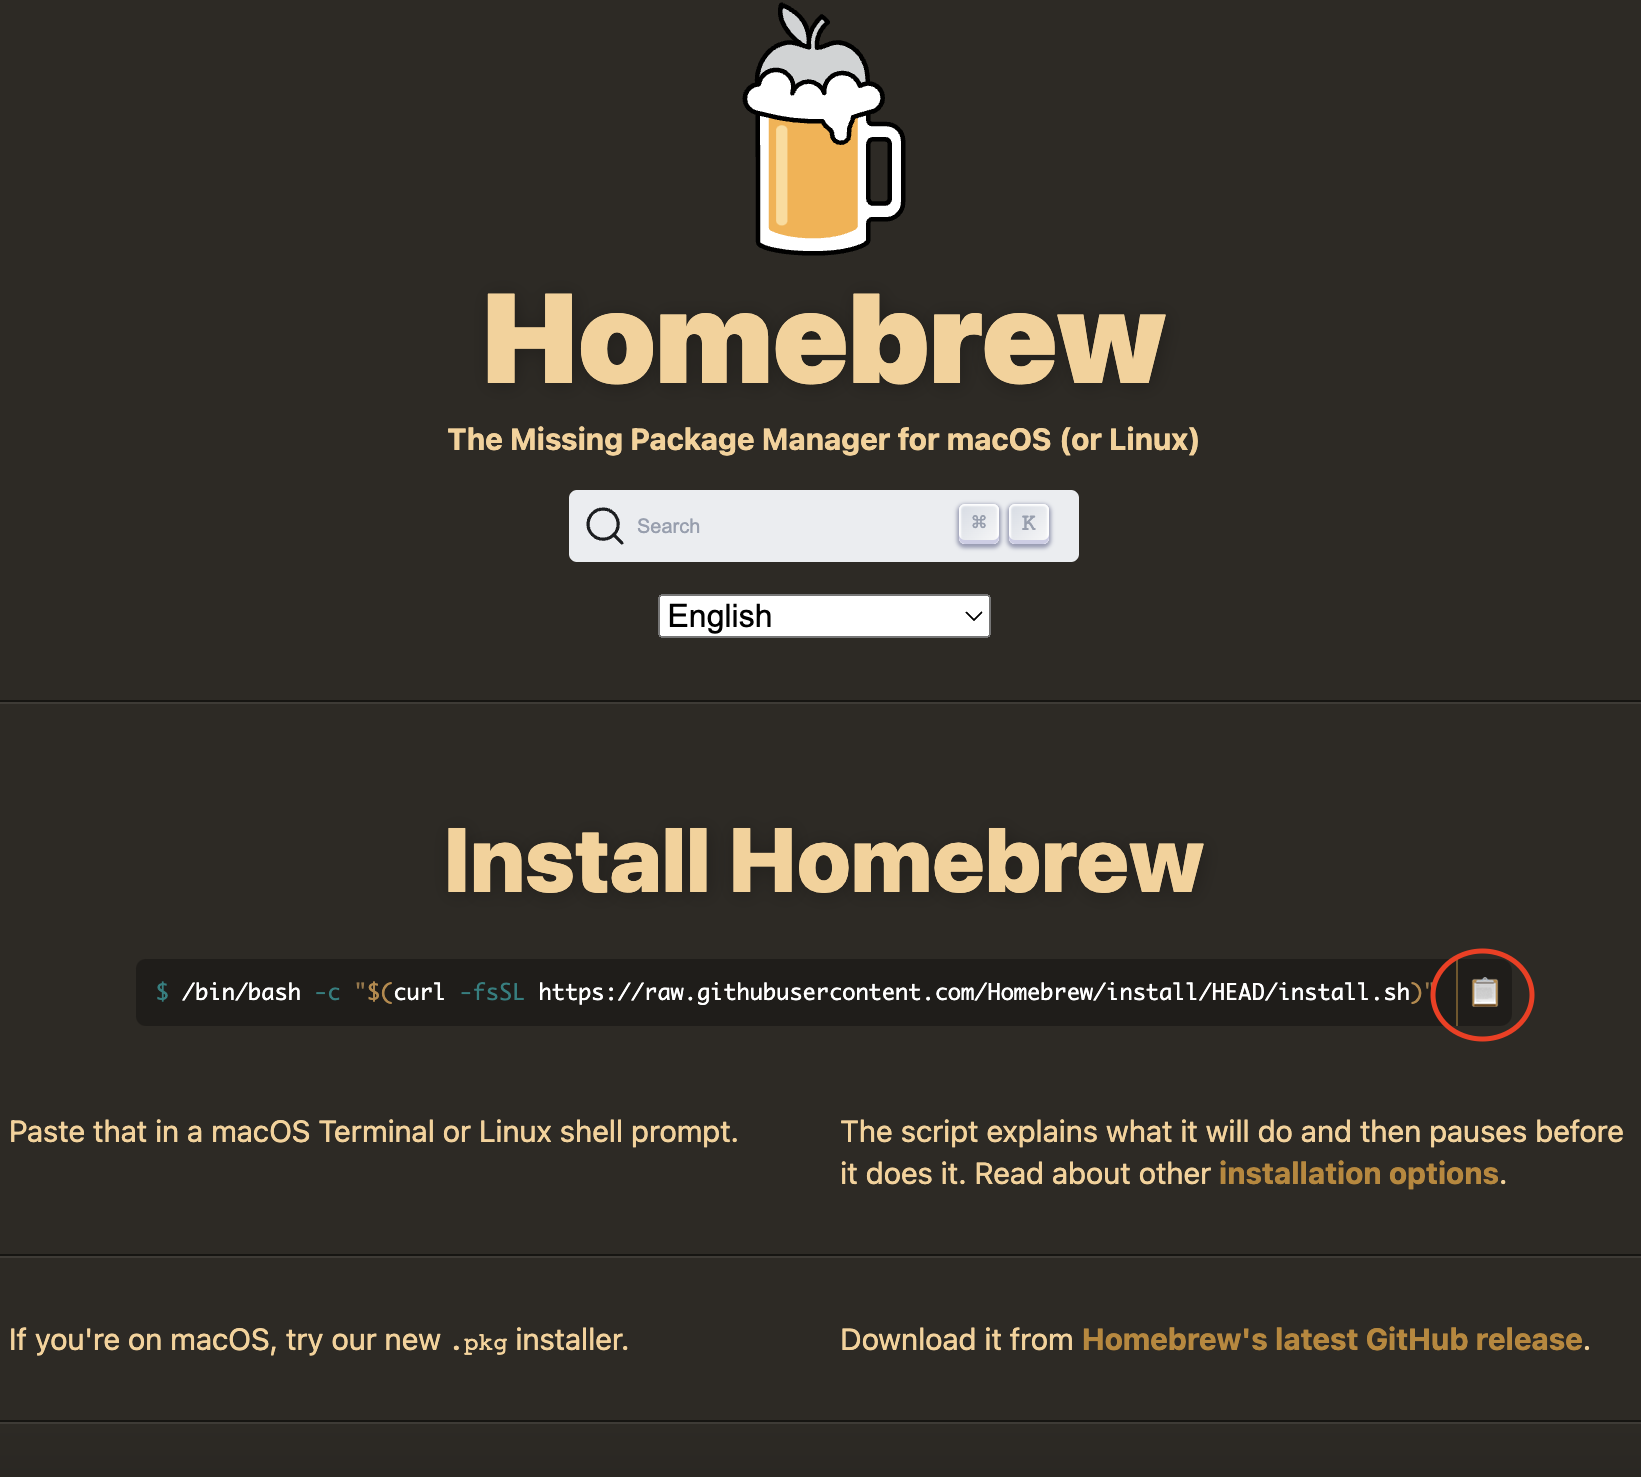 Homebrew
The Missing Package Manager for macOS (or Linux)
Search ⌘ K
English
Install Homebrew
$ /bin/bash -c "$(curl -fsSL https://raw.githubusercontent.com/Homebrew/install/HEAD/install.sh)"
Paste that in a macOS Terminal or Linux shell prompt.
The script explains what it will do and then pauses before
it does it. Read about other installation options.
If you're on macOS, try our new .pkg installer.
Download it from Homebrew's latest GitHub release.